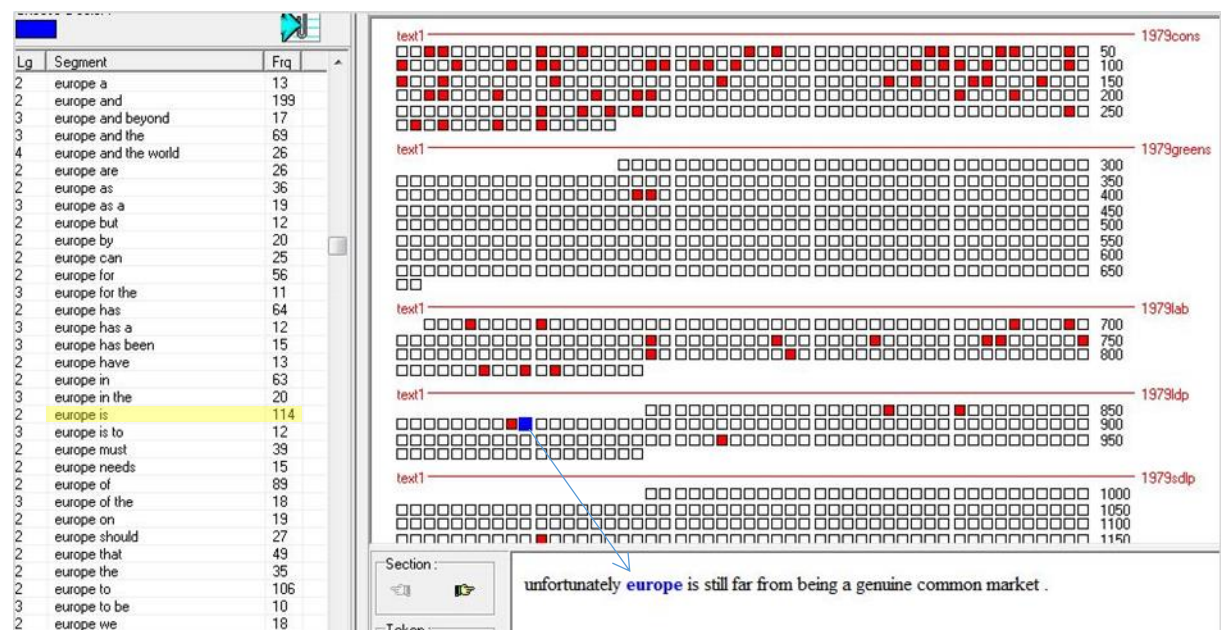 Lg Segment Frq
2 europe a 13
2 europe and 199
3 europe and beyond 17
3 europe and the 69
4 europe and the world 26
2 europe are 26
2 europe as 36
3 europe as a 19
2 europe but 12
2 europe by 20
2 europe can 25
2 europe for 56
3 europe for the 11
2 europe has 64
3 europe has a 12
3 europe has been 15
2 europe have 13
2 europe in 63
3 europe in the 20
2 europe is 114
3 europe is to 12
2 europe must 39
2 europe needs 15
2 europe of 89
3 europe of the 18
2 europe on 19
2 europe should 27
2 europe that 49
2 europe the 35
2 europe to 106
3 europe to be 10
2 europe we 18
text1 1979cons
50
100
150
200
250
text1 1979greens
300
350
400
450
500
550
600
650
text1 1979lab
700
750
800
text1 1979ldp
850
900
950
text1 1979sdlp
1000
1050
1100
1150
Section :
unfortunately europe is still far from being a genuine common market .
Token